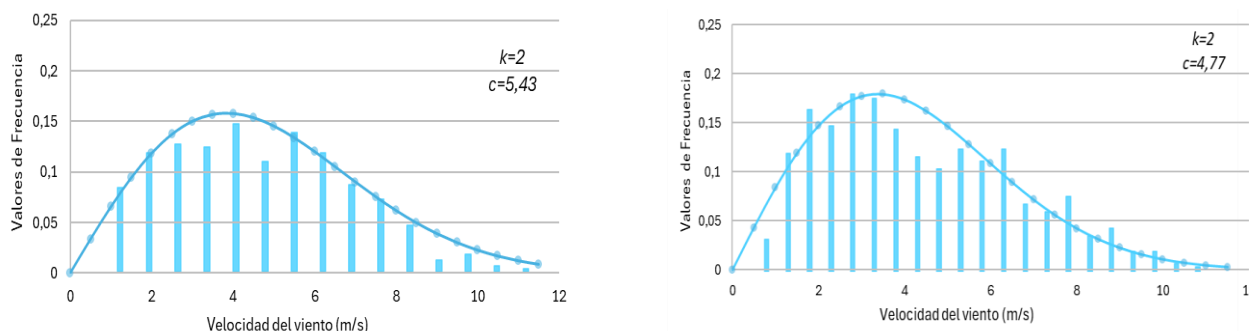 0,25
0,2
0,15
0,1
0,05
0
Valores de Frecuencia
k=2
c=5,43
0 2 4 6 8 10 12
Velocidad del viento (m/s)
0,25
0,2
0,15
0,1
0,05
0
Valores de Frecuencia
k=2
c=4,77
0 2 4 6 8 10 1
Velocidad del viento (m/s)